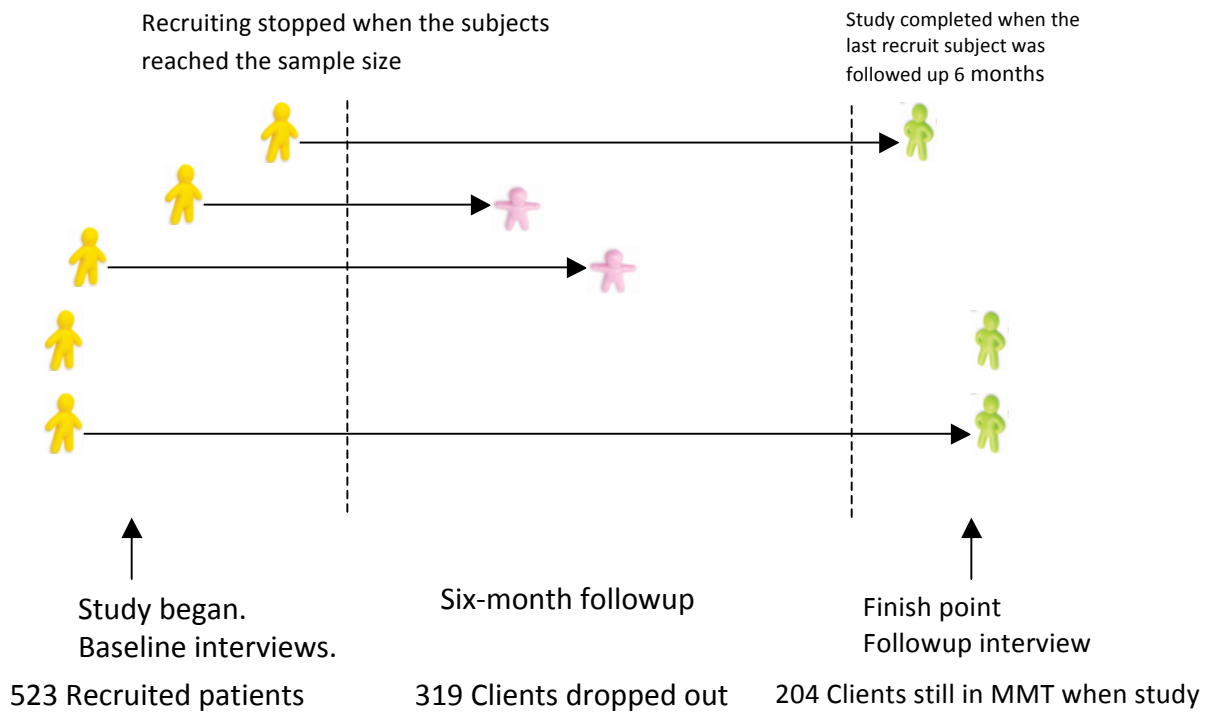 Recruiting stopped when the subjects
reached the sample size
Study completed when the
last recruit subject was
followed up 6 months
Study began.
Baseline interviews.
Six-month followup
Finish point
Followup interview
523 Recruited patients
319 Clients dropped out
204 Clients still in MMT when study